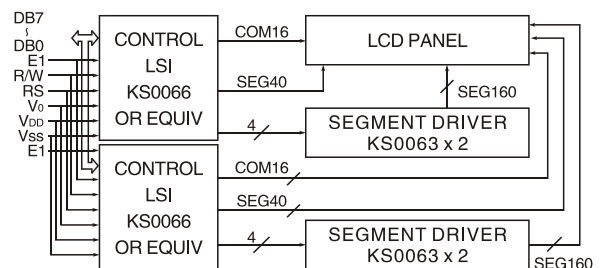 DB7
~
DB0
E1
R/W
RS
V0
VDD
VSS
E1
CONTROL
LSI
KS0066
OR EQUIV
COM16
SEG40
4
LCD PANEL
SEG160
SEGMENT DRIVER
KS0063 x 2
CONTROL
LSI
KS0066
OR EQUIV
COM16
SEG40
4
SEGMENT DRIVER
KS0063 x 2
SEG160